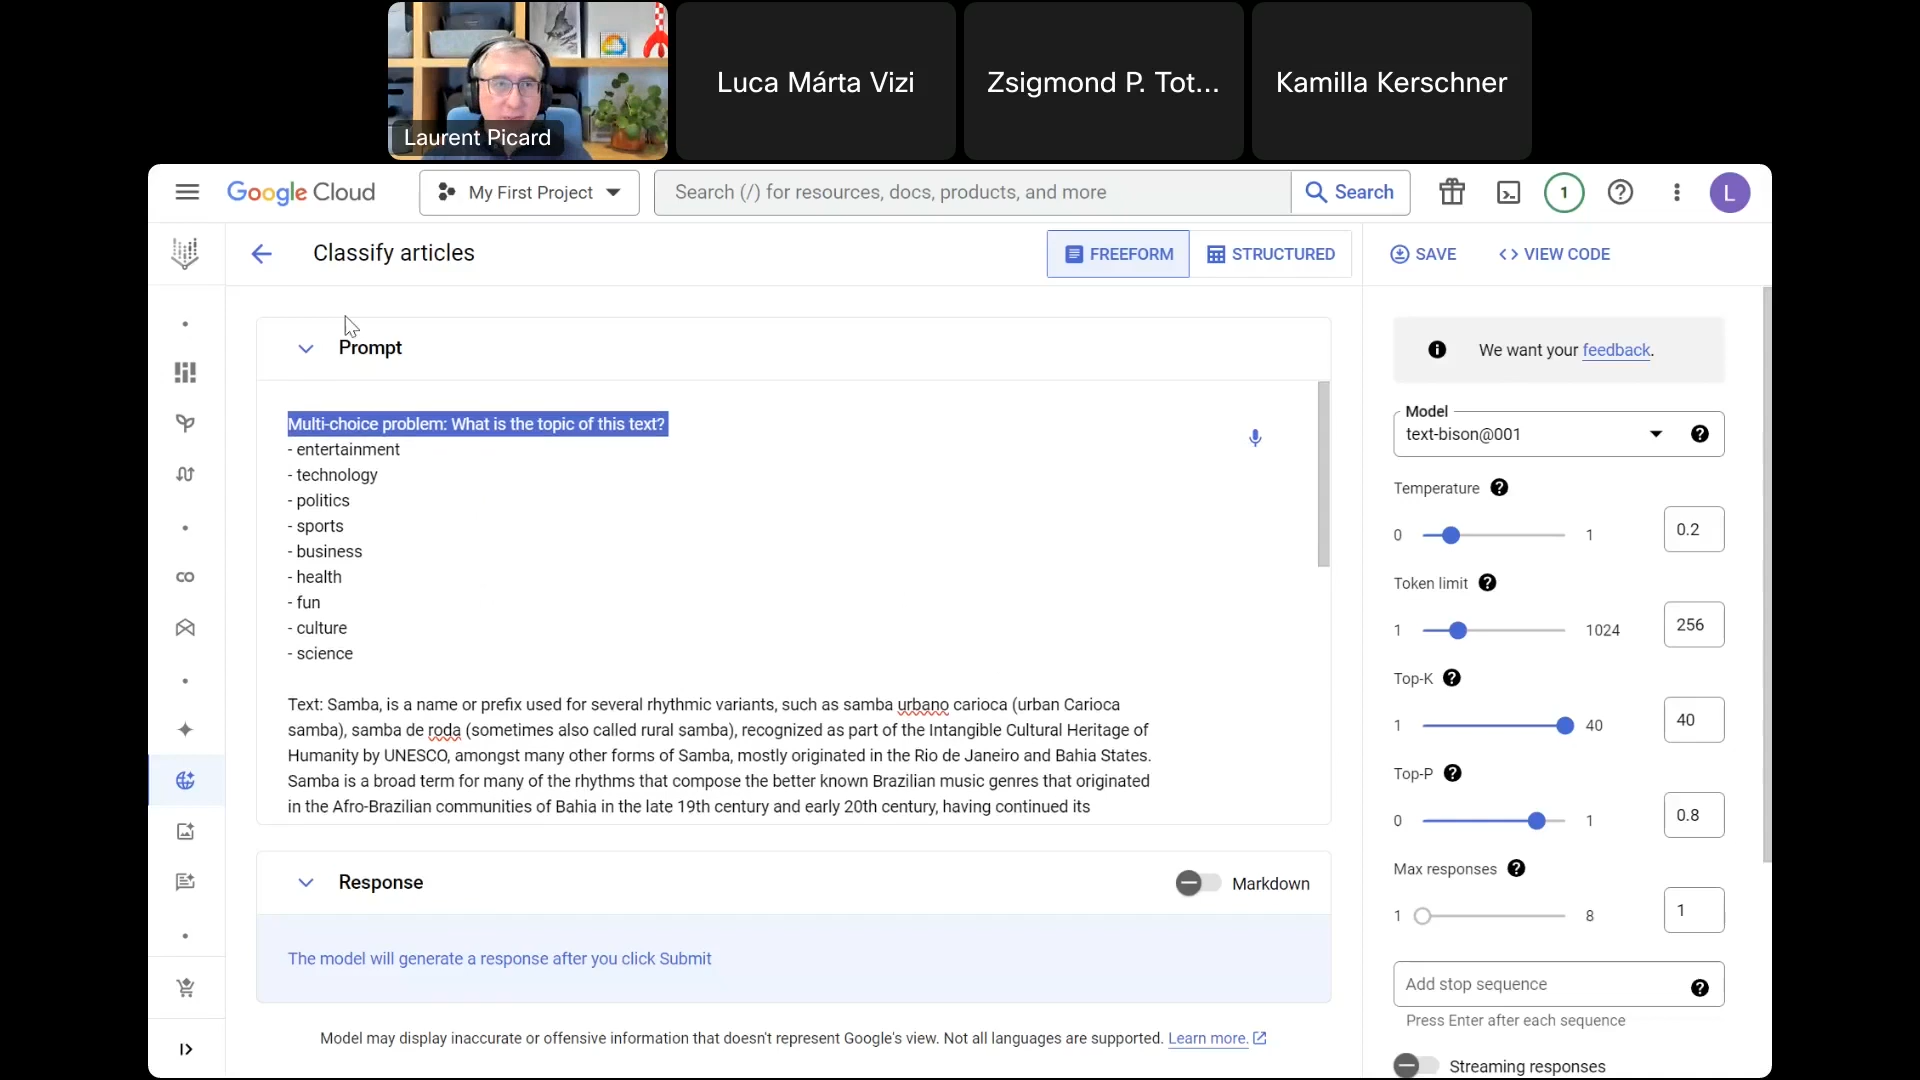 Laurent Picard
Luca Márta Vizi
Zsigmond P. Tot...
Kamilla Kerschner
Google Cloud
My First Project
Search (/) for resources, docs, products, and more
Search
1
L
Classify articles
FREEFORM
STRUCTURED
SAVE
<> VIEW CODE
Prompt
Multi-choice problem: What is the topic of this text?
- entertainment
- technology
- politics
- sports
- business
- health
- fun
- culture
- science
Text: Samba, is a name or prefix used for several rhythmic variants, such as samba urbano carioca (urban Carioca
samba), samba de roda (sometimes also called rural samba), recognized as part of the Intangible Cultural Heritage of
Humanity by UNESCO, amongst many other forms of Samba, mostly originated in the Rio de Janeiro and Bahia States.
Samba is a broad term for many of the rhythms that compose the better known Brazilian music genres that originated
in the Afro-Brazilian communities of Bahia in the late 19th century and early 20th century, having continued its
Response
Markdown
The model will generate a response after you click Submit
Model may display inaccurate or offensive information that doesn't represent Google's view. Not all languages are supported. Learn more.
We want your feedback.
Model
text-bison@001
Temperature
0 1 0.2
Token limit
1 1024 256
Top-K
1 40 40
Top-P
0 1 0.8
Max responses
1 8 1
Add stop sequence
Press Enter after each sequence
Streaming responses